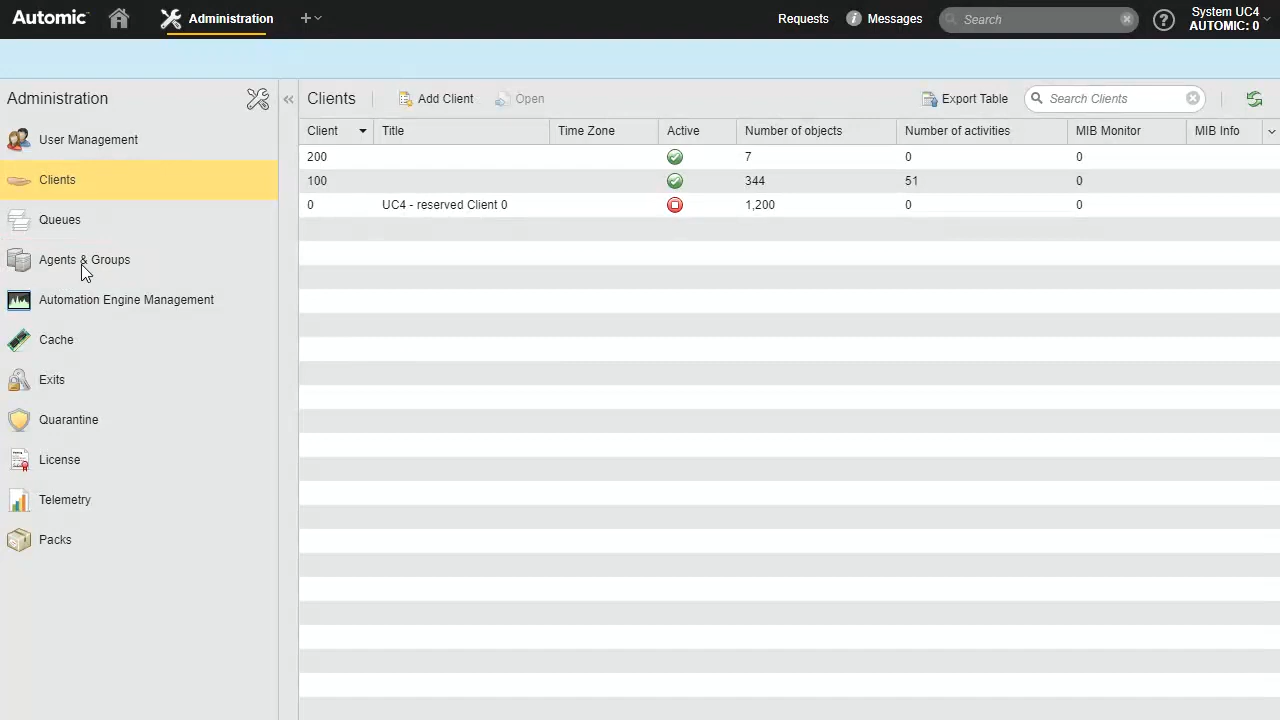 Automic
Administration
Requests
Messages
Search
System UC4
AUTOMIC: 0
Administration
User Management
Clients
Queues
Agents & Groups
Automation Engine Management
Cache
Exits
Quarantine
License
Telemetry
Packs
Clients
Add Client
Open
Export Table
Search Clients
Client Title Time Zone Active Number of objects Number of activities MIB Monitor MIB Info
200 7 0 0
100 344 51 0
0 UC4 - reserved Client 0 1,200 0 0